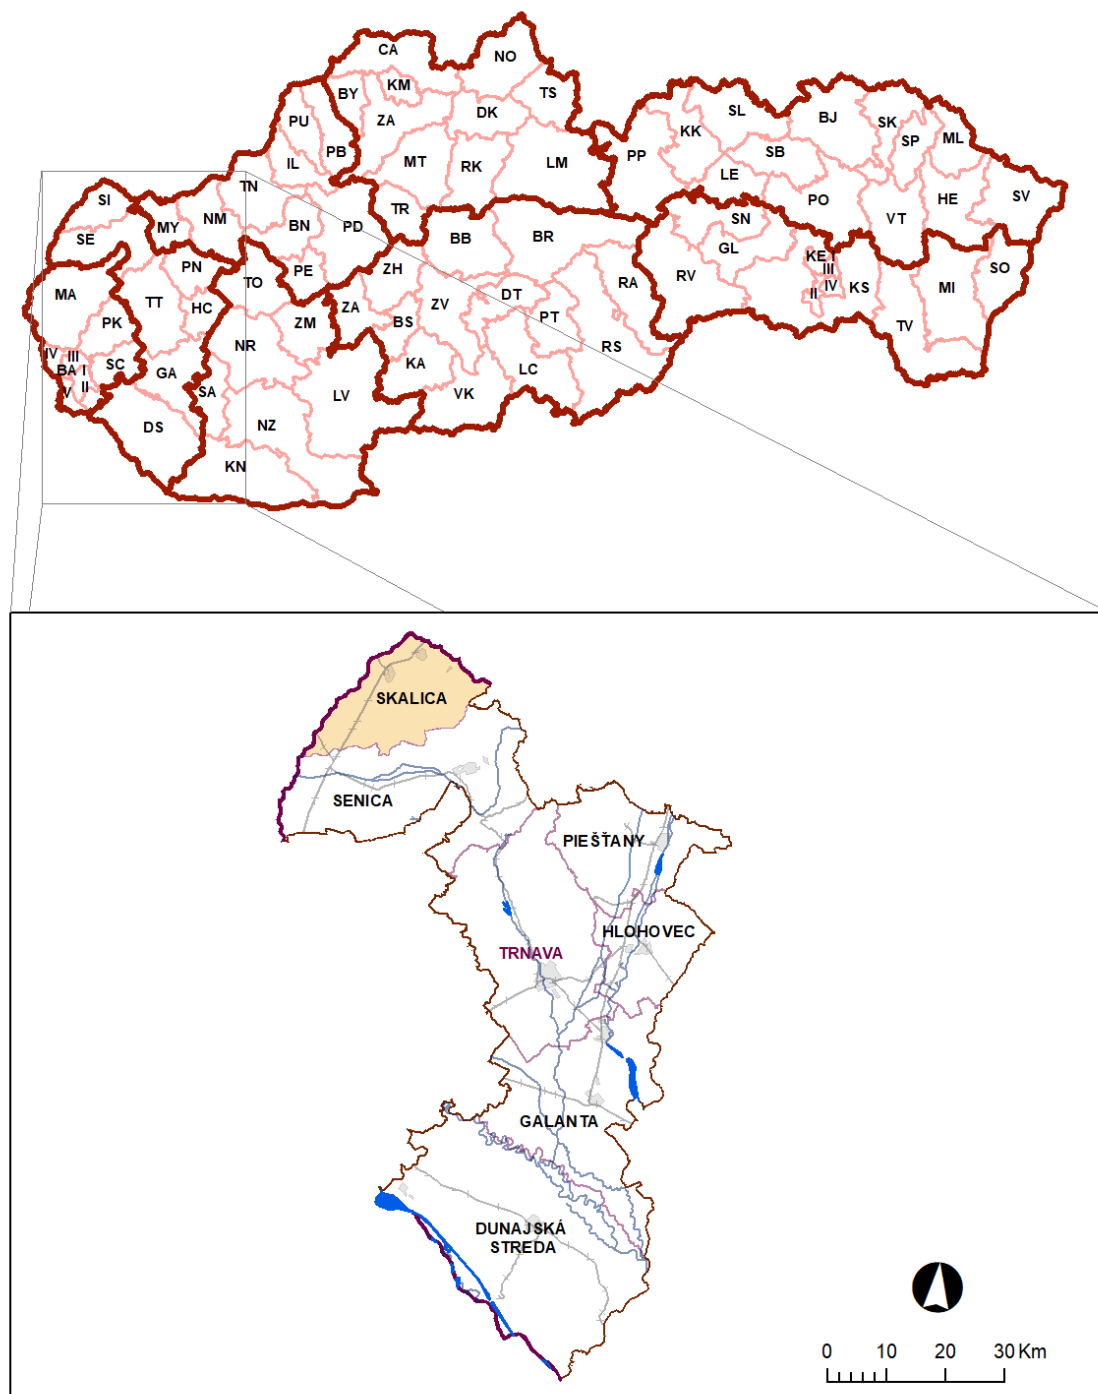 CA
NO
BY
KM
TS
PU
ZA
DK
PB
MT
RK
LM
IL
PP
KK
SL
BJ
SK
SP
ML
SB
LE
PO
VT
HE
SV
SI
TN
SE
MY
NM
BN
PD
TR
BB
BR
SN
GL
RV
KE I
III
IV
II
KS
MI
SO
TV
PN
TO
PE
ZH
MA
TT
HC
ZM
ZA
BS
ZV
DT
PT
RA
RS
PK
IV
III
BA
I
II
V
SC
GA
SA
NR
LV
KA
VK
LC
DS
NZ
KN
SKALICA
SENICA
PIEŠŤANY
HLOHOVEC
TRNAVA
GALANTA
DUNAJSKÁ
STREDA
0 10 20 30 Km